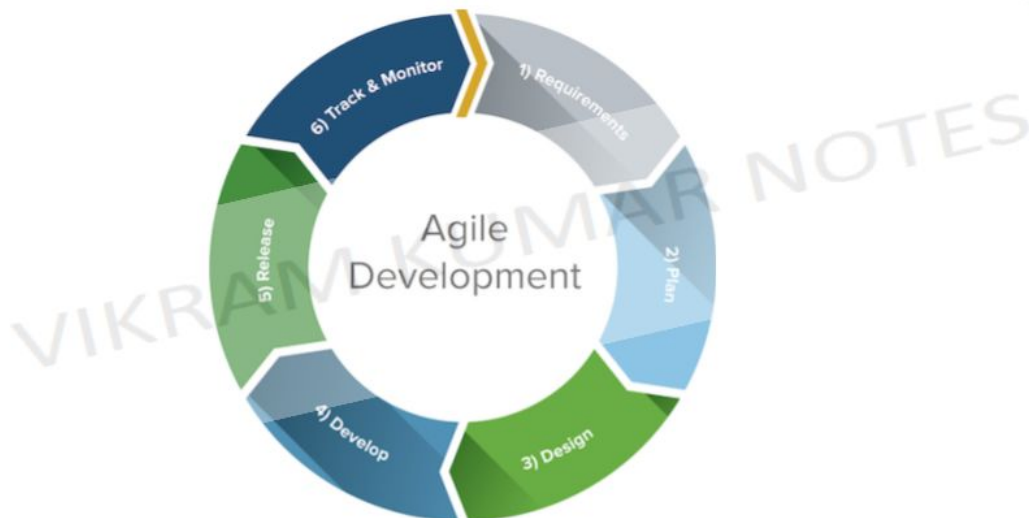 Agile
Development
1) Requirements
2) Plan
3) Design
4) Develop
5) Release
6) Track & Monitor
VIKRAM KUMAR NOTES